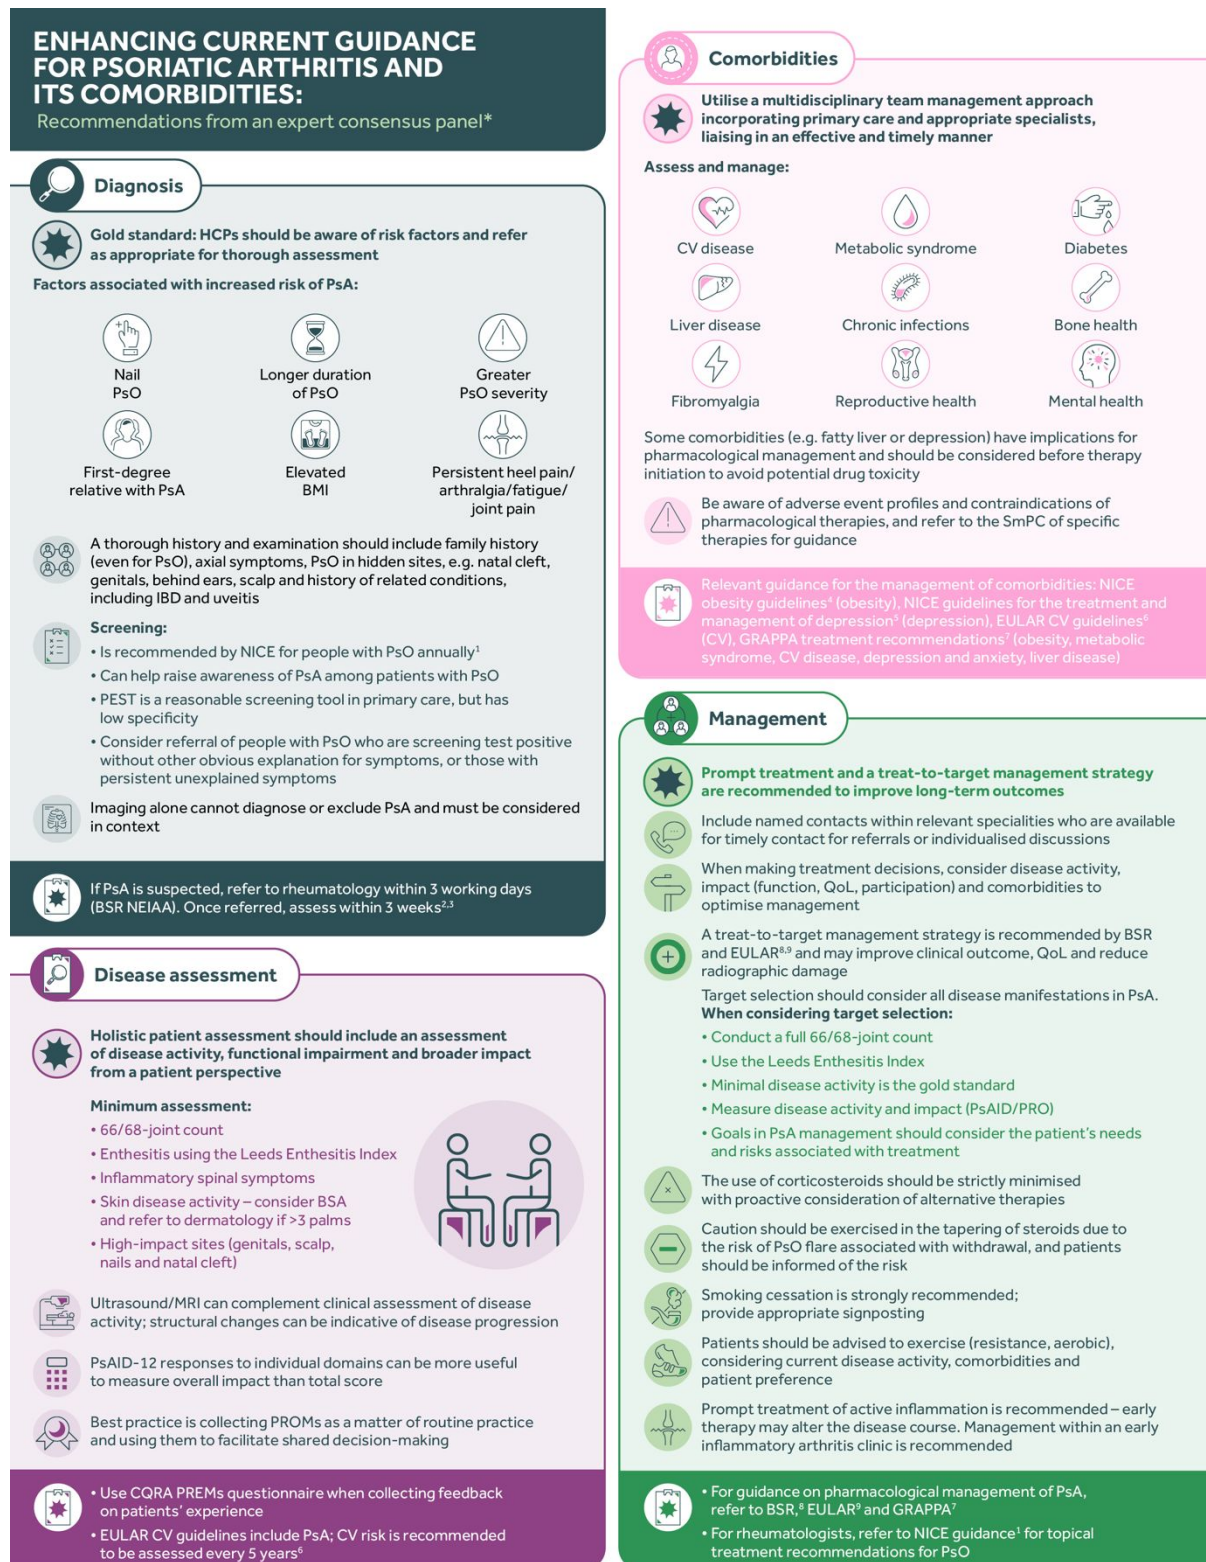 ENHANCING CURRENT GUIDANCE
FOR PSORIATIC ARTHRITIS AND
ITS COMORBIDITIES:
Recommendations from an expert consensus panel*
Diagnosis
Gold standard: HCPs should be aware of risk factors and refer
as appropriate for thorough assessment
Factors associated with increased risk of PsA:
Nail
PsO
Longer duration
of PsO
Greater
PsO severity
First-degree
relative with PsA
Elevated
BMI
Persistent heel pain/
arthralgia/fatigue/
joint pain
A thorough history and examination should include family history
(even for PsO), axial symptoms, PsO in hidden sites, e.g. natal cleft,
genitals, behind ears, scalp and history of related conditions,
including IBD and uveitis
Screening:
• Is recommended by NICE for people with PsO annually¹
• Can help raise awareness of PsA among patients with PsO
• PEST is a reasonable screening tool in primary care, but has
low specificity
• Consider referral of people with PsO who are screening test positive
without other obvious explanation for symptoms, or those with
persistent unexplained symptoms
Imaging alone cannot diagnose or exclude PsA and must be considered
in context
If PsA is suspected, refer to rheumatology within 3 working days
(BSR NEIAA). Once referred, assess within 3 weeks²,³
Disease assessment
Holistic patient assessment should include an assessment
of disease activity, functional impairment and broader impact
from a patient perspective
Minimum assessment:
• 66/68-joint count
• Enthesitis using the Leeds Enthesitis Index
• Inflammatory spinal symptoms
• Skin disease activity – consider BSA
and refer to dermatology if >3 palms
• High-impact sites (genitals, scalp,
nails and natal cleft)
Ultrasound/MRI can complement clinical assessment of disease
activity; structural changes can be indicative of disease progression
PsAID-12 responses to individual domains can be more useful
to measure overall impact than total score
Best practice is collecting PROMs as a matter of routine practice
and using them to facilitate shared decision-making
• Use CQRA PREMs questionnaire when collecting feedback
on patients' experience
• EULAR CV guidelines include PsA; CV risk is recommended
to be assessed every 5 years⁶
Comorbidities
Utilise a multidisciplinary team management approach
incorporating primary care and appropriate specialists,
liaising in an effective and timely manner
Assess and manage:
CV disease
Metabolic syndrome
Diabetes
Liver disease
Chronic infections
Bone health
Fibromyalgia
Reproductive health
Mental health
Some comorbidities (e.g. fatty liver or depression) have implications for
pharmacological management and should be considered before therapy
initiation to avoid potential drug toxicity
Be aware of adverse event profiles and contraindications of
pharmacological therapies, and refer to the SmPC of specific
therapies for guidance
Relevant guidance for the management of comorbidities: NICE
obesity guidelines⁴ (obesity), NICE guidelines for the treatment and
management of depression⁵ (depression), EULAR CV guidelines⁶
(CV), GRAPPA treatment recommendations⁷ (obesity, metabolic
syndrome, CV disease, depression and anxiety, liver disease)
Management
Prompt treatment and a treat-to-target management strategy
are recommended to improve long-term outcomes
Include named contacts within relevant specialities who are available
for timely contact for referrals or individualised discussions
When making treatment decisions, consider disease activity,
impact (function, QoL, participation) and comorbidities to
optimise management
A treat-to-target management strategy is recommended by BSR
and EULAR⁸,⁹ and may improve clinical outcome, QoL and reduce
radiographic damage
Target selection should consider all disease manifestations in PsA.
When considering target selection:
• Conduct a full 66/68-joint count
• Use the Leeds Enthesitis Index
• Minimal disease activity is the gold standard
• Measure disease activity and impact (PsAID/PRO)
• Goals in PsA management should consider the patient's needs
and risks associated with treatment
The use of corticosteroids should be strictly minimised
with proactive consideration of alternative therapies
Caution should be exercised in the tapering of steroids due to
the risk of PsO flare associated with withdrawal, and patients
should be informed of the risk
Smoking cessation is strongly recommended;
provide appropriate signposting
Patients should be advised to exercise (resistance, aerobic),
considering current disease activity, comorbidities and
patient preference
Prompt treatment of active inflammation is recommended – early
therapy may alter the disease course. Management within an early
inflammatory arthritis clinic is recommended
• For guidance on pharmacological management of PsA,
refer to BSR,⁸ EULAR⁹ and GRAPPA⁷
• For rheumatologists, refer to NICE guidance¹ for topical
treatment recommendations for PsO